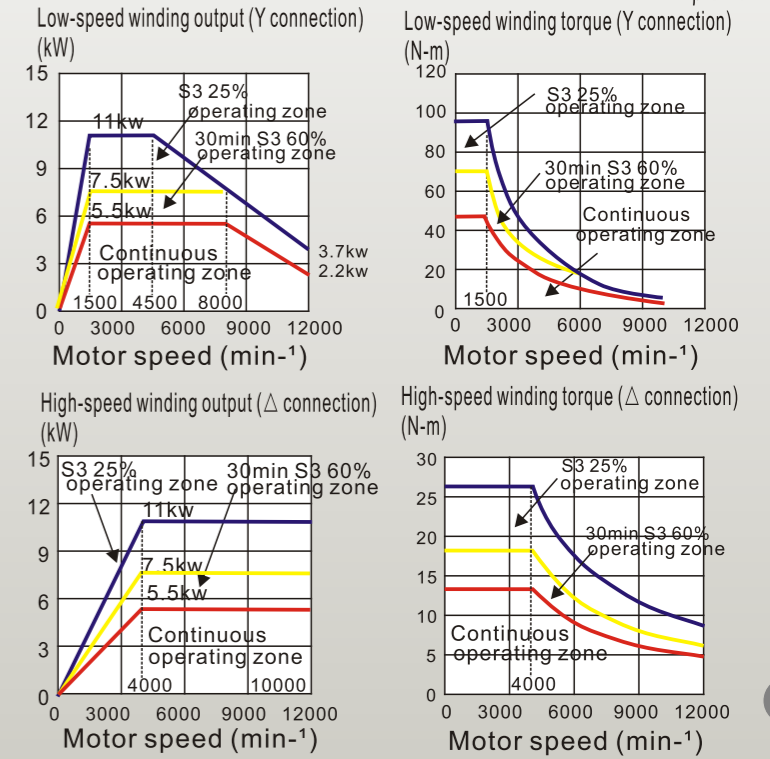 Low-speed winding output (Y connection)
(kW)
15
12
9
6
3
0
S3 25%
operating zone
11kw
30min S3 60%
operating zone
7.5kw
5.5kw
Continuous
operating zone
3.7kw
2.2kw
1500 4500 8000
0 3000 6000 9000 12000
Motor speed (min-¹)
Low-speed winding torque (Y connection)
(N-m)
120
100
80
60
40
20
0
S3 25%
operating zone
30min S3 60%
operating zone
Continuous
operating zone
1500
0 3000 6000 9000 12000
Motor speed (min-¹)
High-speed winding output (△ connection)
(kW)
15
12
9
6
3
0
S3 25%
operating zone
30min S3 60%
operating zone
11kw
7.5kw
5.5kw
Continuous
operating zone
4000 10000
0 3000 6000 9000 12000
Motor speed (min-¹)
High-speed winding torque (△ connection)
(N-m)
30
25
20
15
10
5
0
S3 25%
operating zone
30min S3 60%
operating zone
Continuous
operating zone
4000
0 3000 6000 9000 12000
Motor speed (min-¹)